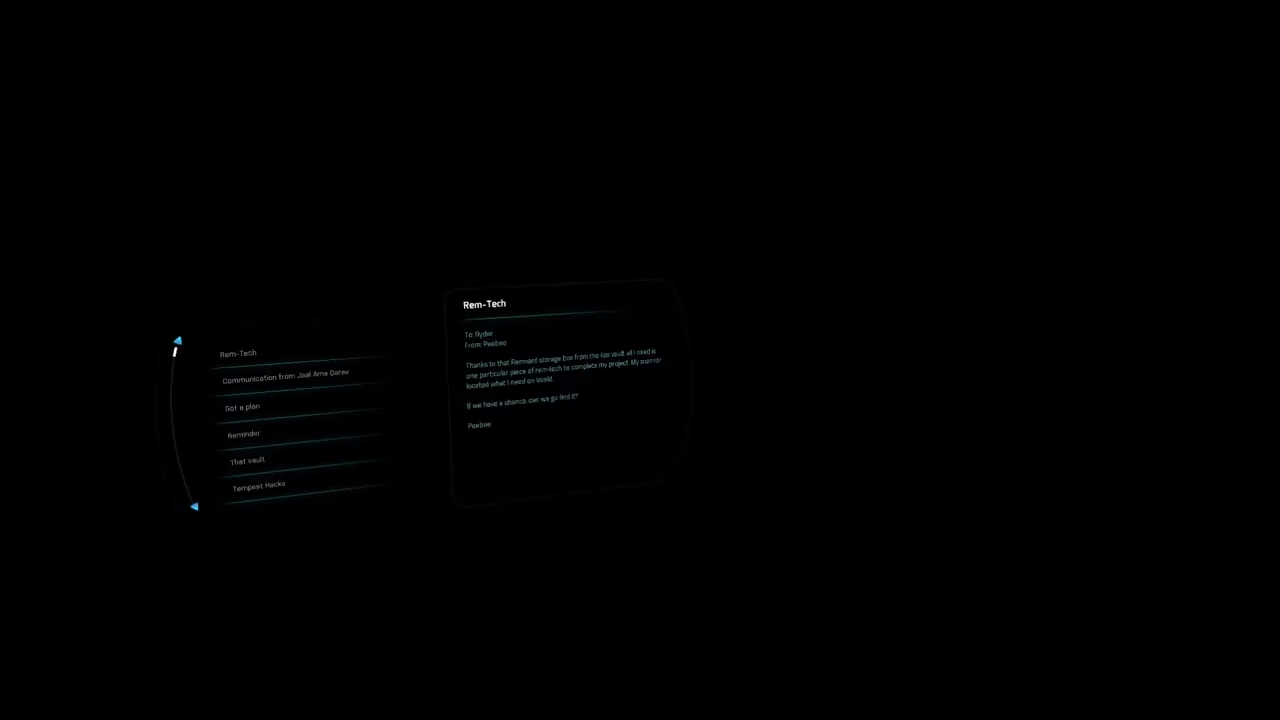 Rem-Tech
Communication from Jaal Ama Darav
Got a plan
Reminder
That vault
Tempest Hacks
Rem-Tech
To: Ryder
From: Peebee
Thanks to that Remnant storage box from the Eos vault all I need is
one particular piece of rem-tech to complete my project. My scanner
located what I need on Voeld.
If we have a chance, can we go find it?
Peebee